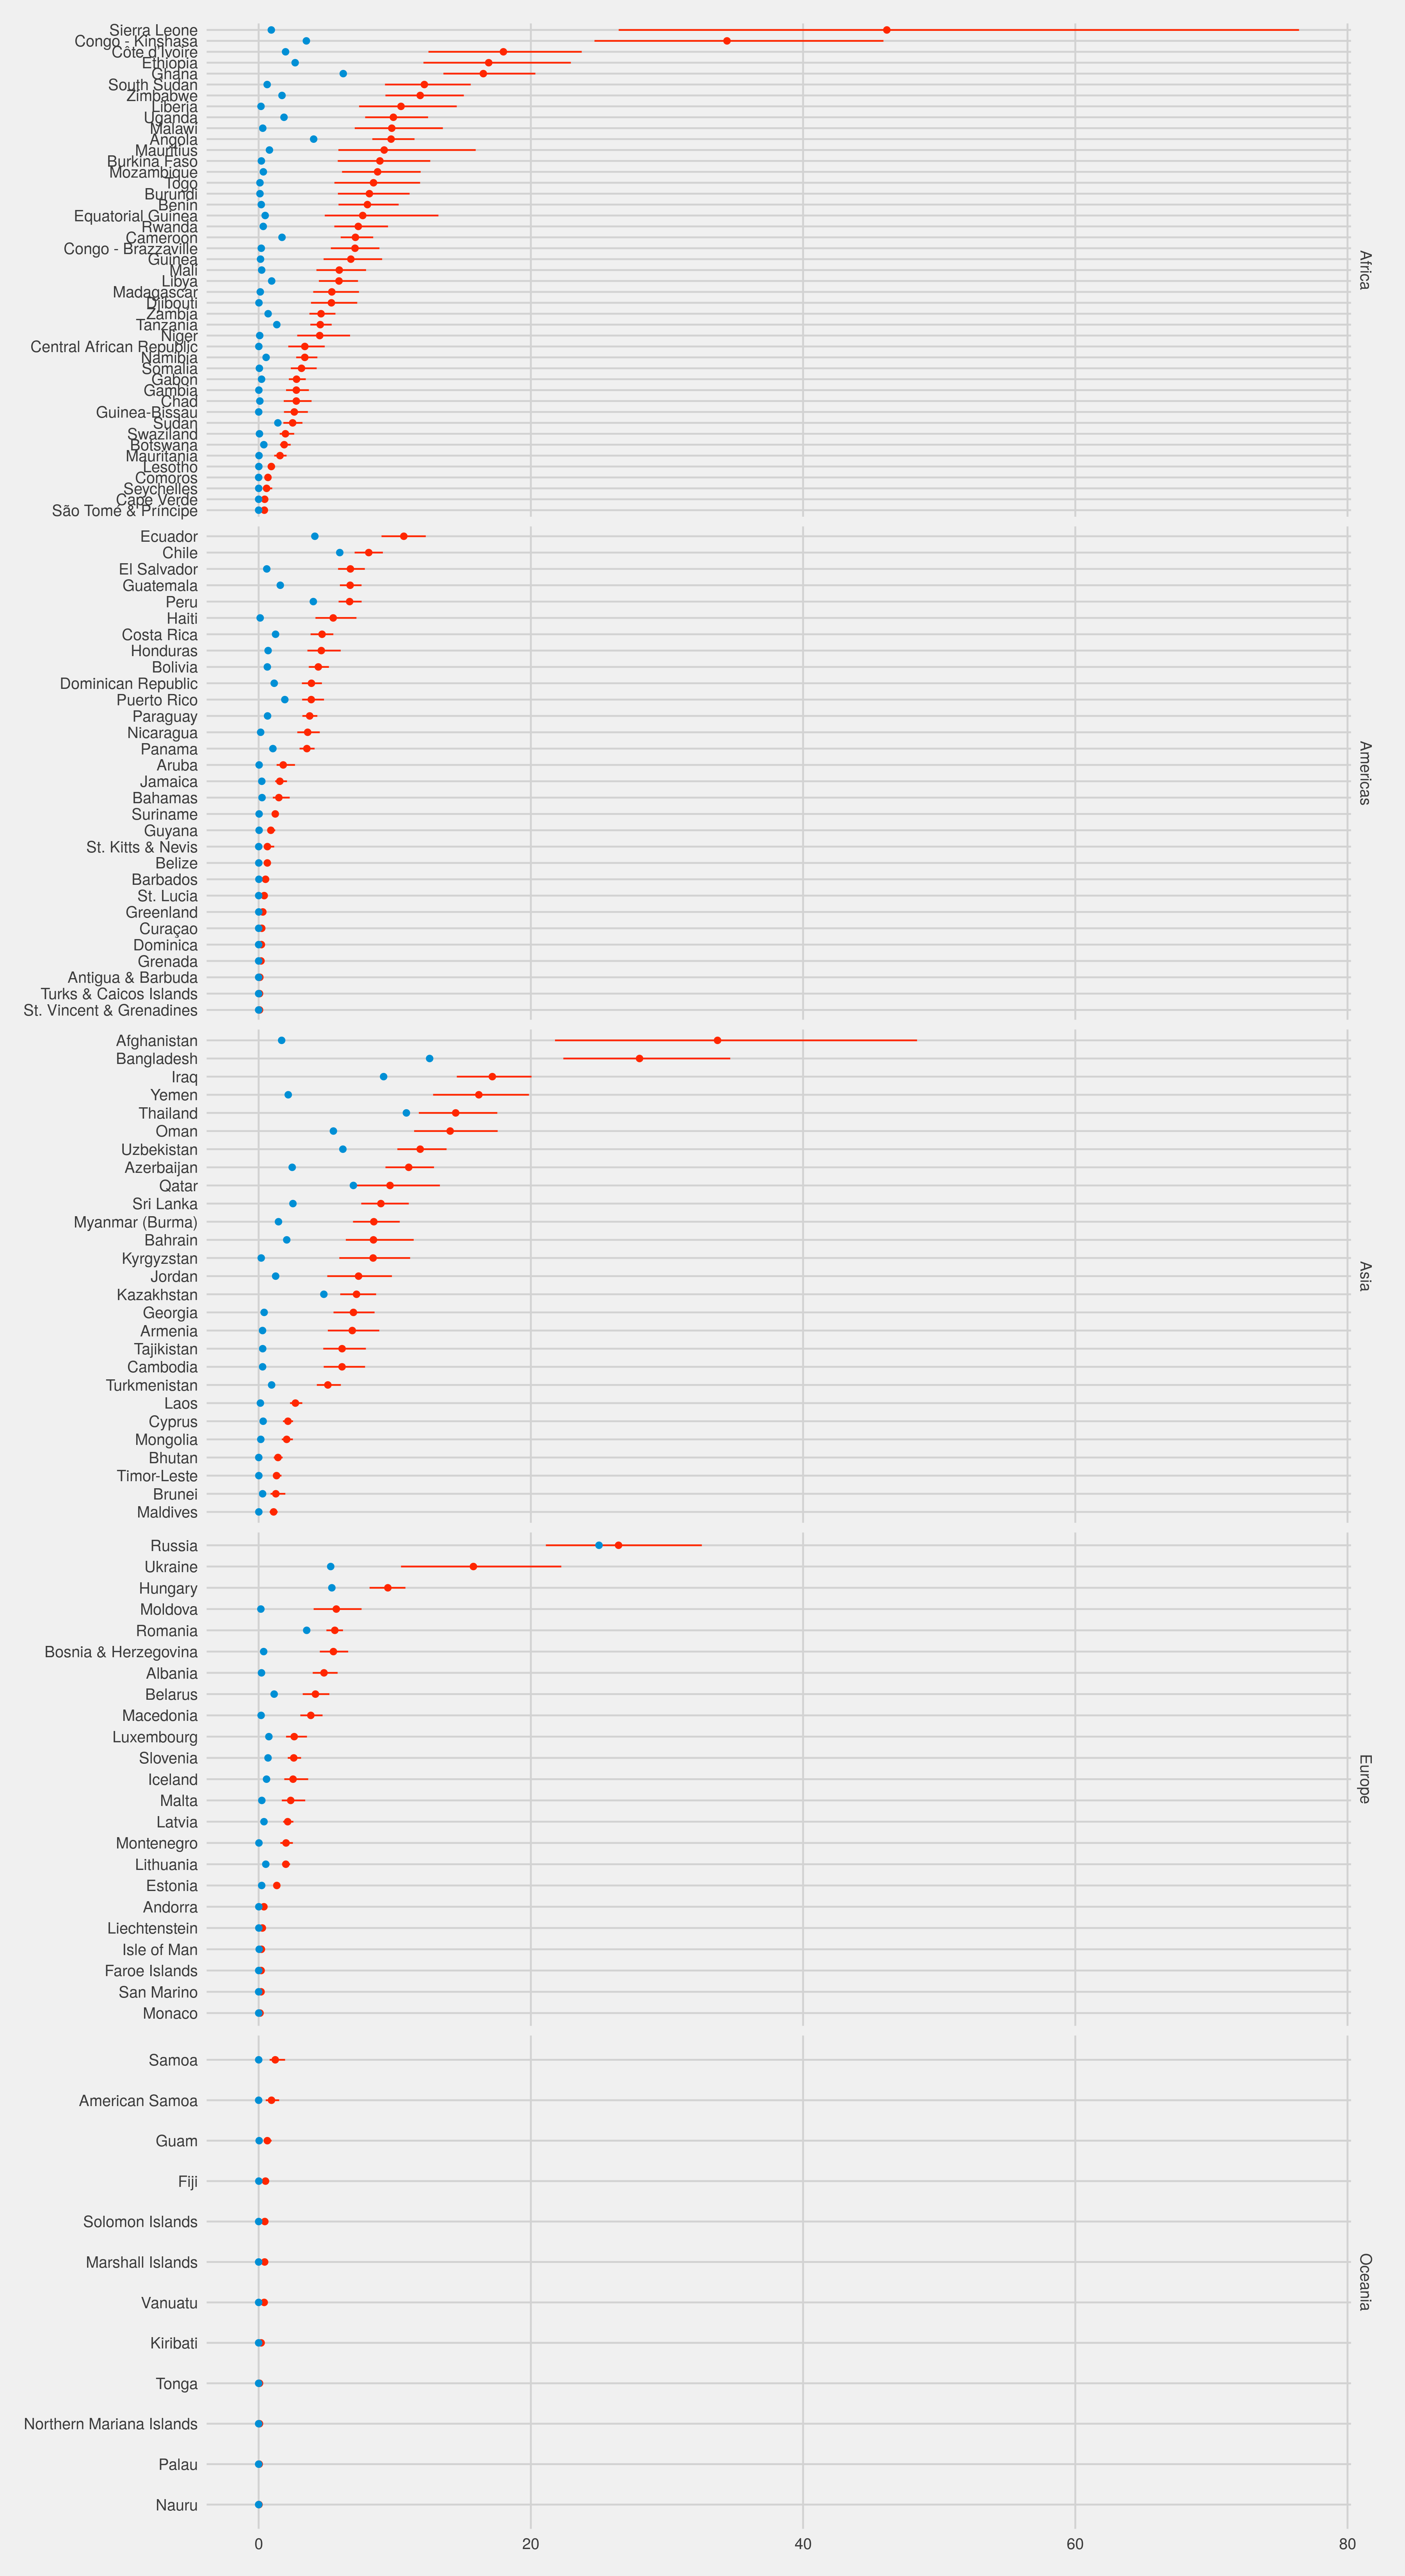 Sierra Leone
Congo - Kinshasa
Côte d'Ivoire
Ethiopia
Ghana
South Sudan
Zimbabwe
Liberia
Uganda
Malawi
Angola
Mauritius
Burkina Faso
Mozambique
Togo
Burundi
Benin
Equatorial Guinea
Rwanda
Cameroon
Congo - Brazzaville
Guinea
Mali
Libya
Madagascar
Djibouti
Zambia
Tanzania
Niger
Central African Republic
Namibia
Somalia
Gabon
Gambia
Chad
Guinea-Bissau
Sudan
Swaziland
Botswana
Mauritania
Lesotho
Comoros
Seychelles
Cape Verde
São Tomé & Príncipe
Africa
Ecuador
Chile
El Salvador
Guatemala
Peru
Haiti
Costa Rica
Honduras
Bolivia
Dominican Republic
Puerto Rico
Paraguay
Nicaragua
Panama
Aruba
Jamaica
Bahamas
Suriname
Guyana
St. Kitts & Nevis
Belize
Barbados
St. Lucia
Greenland
Curaçao
Dominica
Grenada
Antigua & Barbuda
Turks & Caicos Islands
St. Vincent & Grenadines
Americas
Afghanistan
Bangladesh
Iraq
Yemen
Thailand
Oman
Uzbekistan
Azerbaijan
Qatar
Sri Lanka
Myanmar (Burma)
Bahrain
Kyrgyzstan
Jordan
Kazakhstan
Georgia
Armenia
Tajikistan
Cambodia
Turkmenistan
Laos
Cyprus
Mongolia
Bhutan
Timor-Leste
Brunei
Maldives
Asia
Russia
Ukraine
Hungary
Moldova
Romania
Bosnia & Herzegovina
Albania
Belarus
Macedonia
Luxembourg
Slovenia
Iceland
Malta
Latvia
Montenegro
Lithuania
Estonia
Andorra
Liechtenstein
Isle of Man
Faroe Islands
San Marino
Monaco
Europe
Samoa
American Samoa
Guam
Fiji
Solomon Islands
Marshall Islands
Vanuatu
Kiribati
Tonga
Northern Mariana Islands
Palau
Nauru
Oceania
0 20 40 60 80